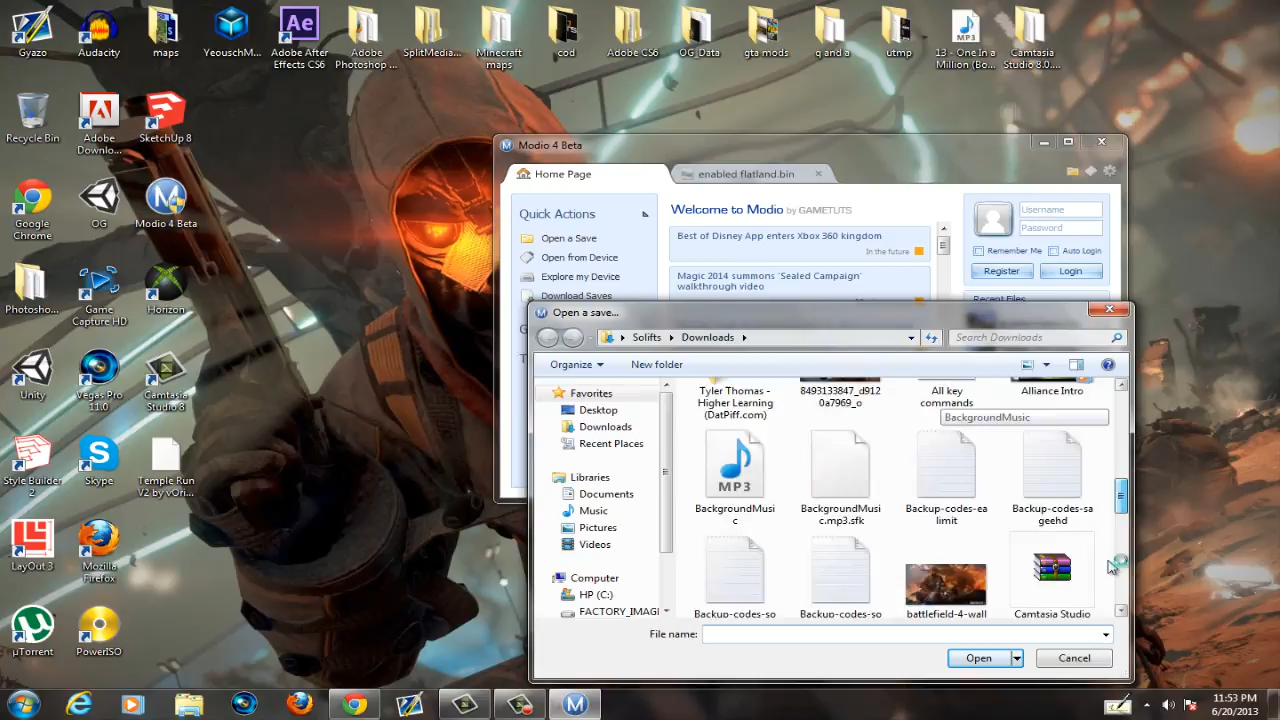 Gyazo
Audacity
maps
YeouschM...
Adobe After
Effects CS6
Adobe
Photoshop ...
SplitMedia...
Minecraft
maps
cod
Adobe CS6
OG_Data
gta mods
q and a
utmp
13 - One In a
Million (Bo...
Camtasia
Studio 8.0....
Recycle Bin
Adobe
Downlo...
SketchUp 8
Google
Chrome
OG
Modio 4 Beta
Photosho...
Game
Capture HD
Horizon
Unity
Vegas Pro
11.0
Camtasia
Studio 8
Style Builder
2
Skype
Temple Run
V2 by vOri...
LayOut 3
Mozilla
Firefox
µTorrent
PowerISO
Modio 4 Beta
Home Page
enabled flatland.bin
Quick Actions
Open a Save
Open from Device
Explore my Device
Download Saves
Welcome to Modio by GAMETUTS
Best of Disney App enters Xbox 360 kingdom
In the future
Magic 2014 summons 'Sealed Campaign'
walkthrough video
Username
Password
Remember Me
Auto Login
Register
Login
Recent Files
Open a save...
Solifts
Downloads
Search Downloads
Organize
New folder
Favorites
Desktop
Downloads
Recent Places
Libraries
Documents
Music
Pictures
Videos
Computer
HP (C:)
FACTORY_IMAG
Tyler Thomas -
Higher Learning
(DatPiff.com)
8493133847_d912
0a7969_o
All key
commands
Alliance Intro
BackgroundMusic
MP3
BackgroundMusi
c
BackgroundMusi
c.mp3.sfk
Backup-codes-ea
limit
Backup-codes-sa
geehd
Backup-codes-so
Backup-codes-so
battlefield-4-wall
Camtasia Studio
File name:
Open
Cancel
11:53 PM
6/20/2013